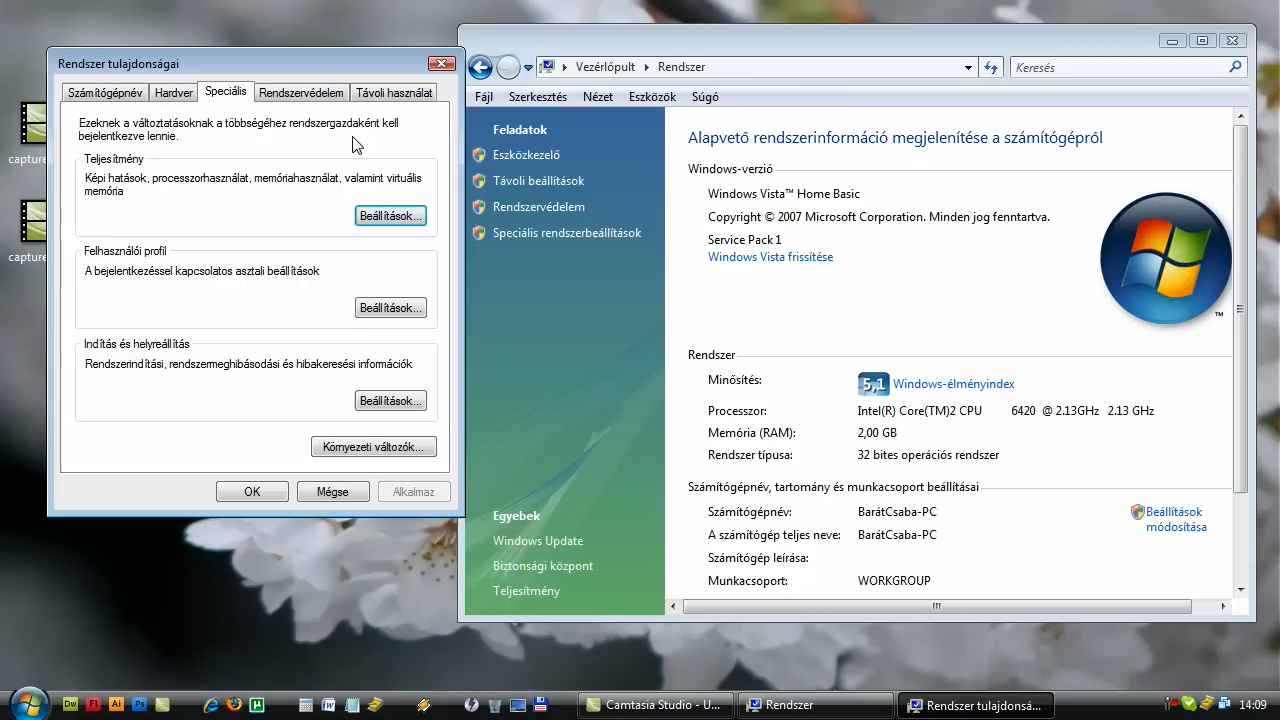 Rendszer tulajdonságai
Számítógépnév
Hardver
Speciális
Rendszervédelem
Távoli használat
Ezeknek a változtatásoknak a többségéhez rendszergazdaként kell
bejelentkezve lennie.
Teljesítmény
Képi hatások, processzorhasználat, memóriahasználat, valamint virtuális
memória
Beállítások...
Felhasználói profil
A bejelentkezéssel kapcsolatos asztali beállítások
Beállítások...
Indítás és helyreállítás
Rendszerindítási, rendszermeghibásodási és hibakeresési információk
Beállítások...
Környezeti változók...
OK
Mégse
Alkalmaz
capture
capture
Vezérlőpult
Rendszer
Keresés
Fájl
Szerkesztés
Nézet
Eszközök
Súgó
Feladatok
Eszközkezelő
Távoli beállítások
Rendszervédelem
Speciális rendszerbeállítások
Egyebek
Windows Update
Biztonsági központ
Teljesítmény
Alapvető rendszerinformáció megjelenítése a számítógépről
Windows-verzió
Windows Vista™ Home Basic
Copyright © 2007 Microsoft Corporation. Minden jog fenntartva.
Service Pack 1
Windows Vista frissítése
™
Rendszer
Minősítés: 5,1 Windows-élményindex
Processzor: Intel(R) Core(TM)2 CPU 6420 @ 2.13GHz 2.13 GHz
Memória (RAM): 2,00 GB
Rendszer típusa: 32 bites operációs rendszer
Számítógépnév, tartomány és munkacsoport beállításai
Számítógépnév: BarátCsaba-PC
A számítógép teljes neve: BarátCsaba-PC
Számítógép leírása:
Munkacsoport: WORKGROUP
Beállítások
módosítása
Dw
Fl
Ai
Ps
Camtasia Studio - U...
Rendszer
Rendszer tulajdonsá...
14:09